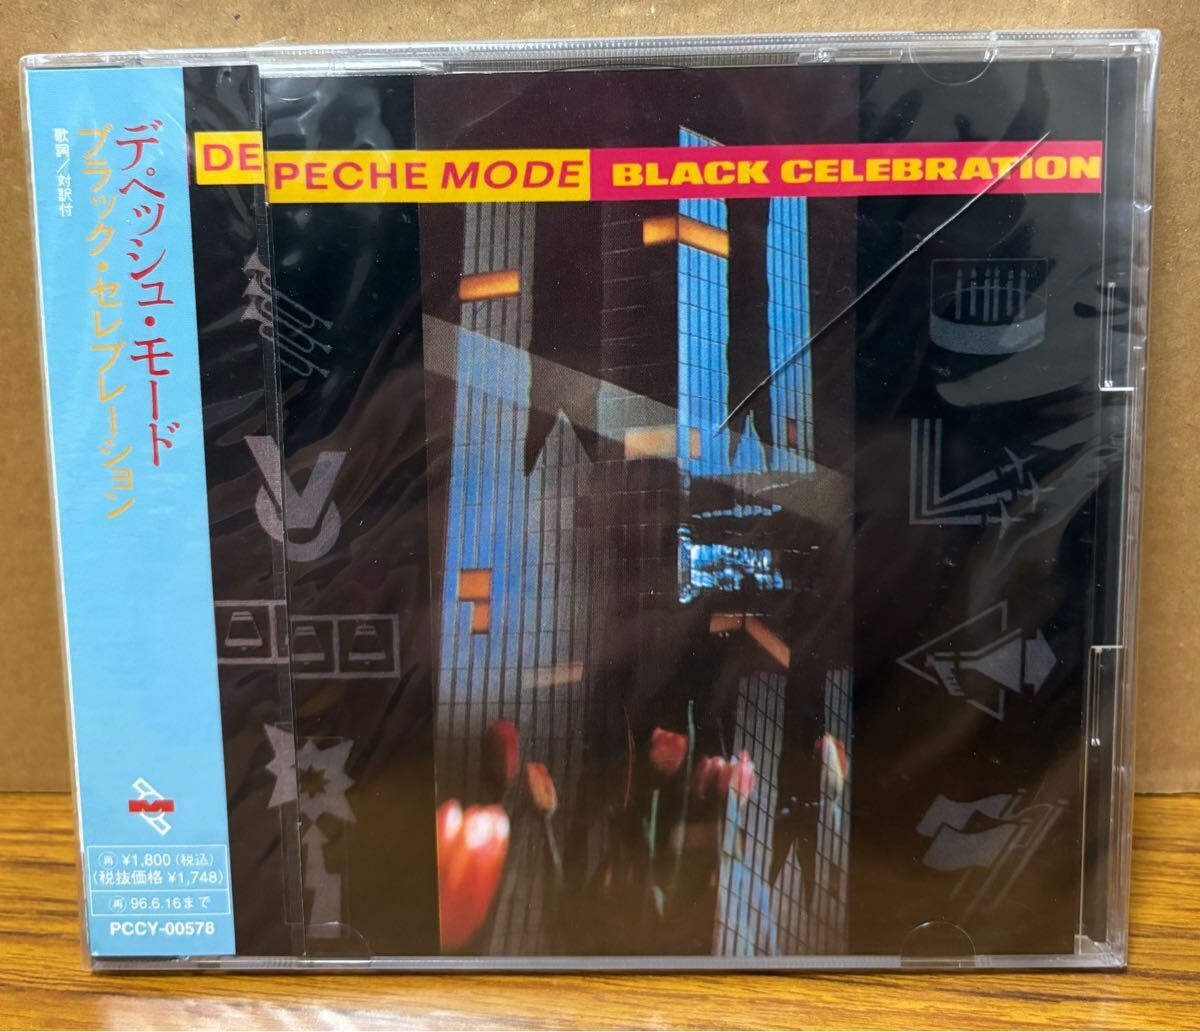 デペッシュ・モード
ブラック・セレブレーション
歌詞/対訳付
DEPECHE MODE BLACK CELEBRATION
再 ¥1,800(税込)
(税抜価格 ¥1,748)
再 96.6.16まで
PCCY-00578